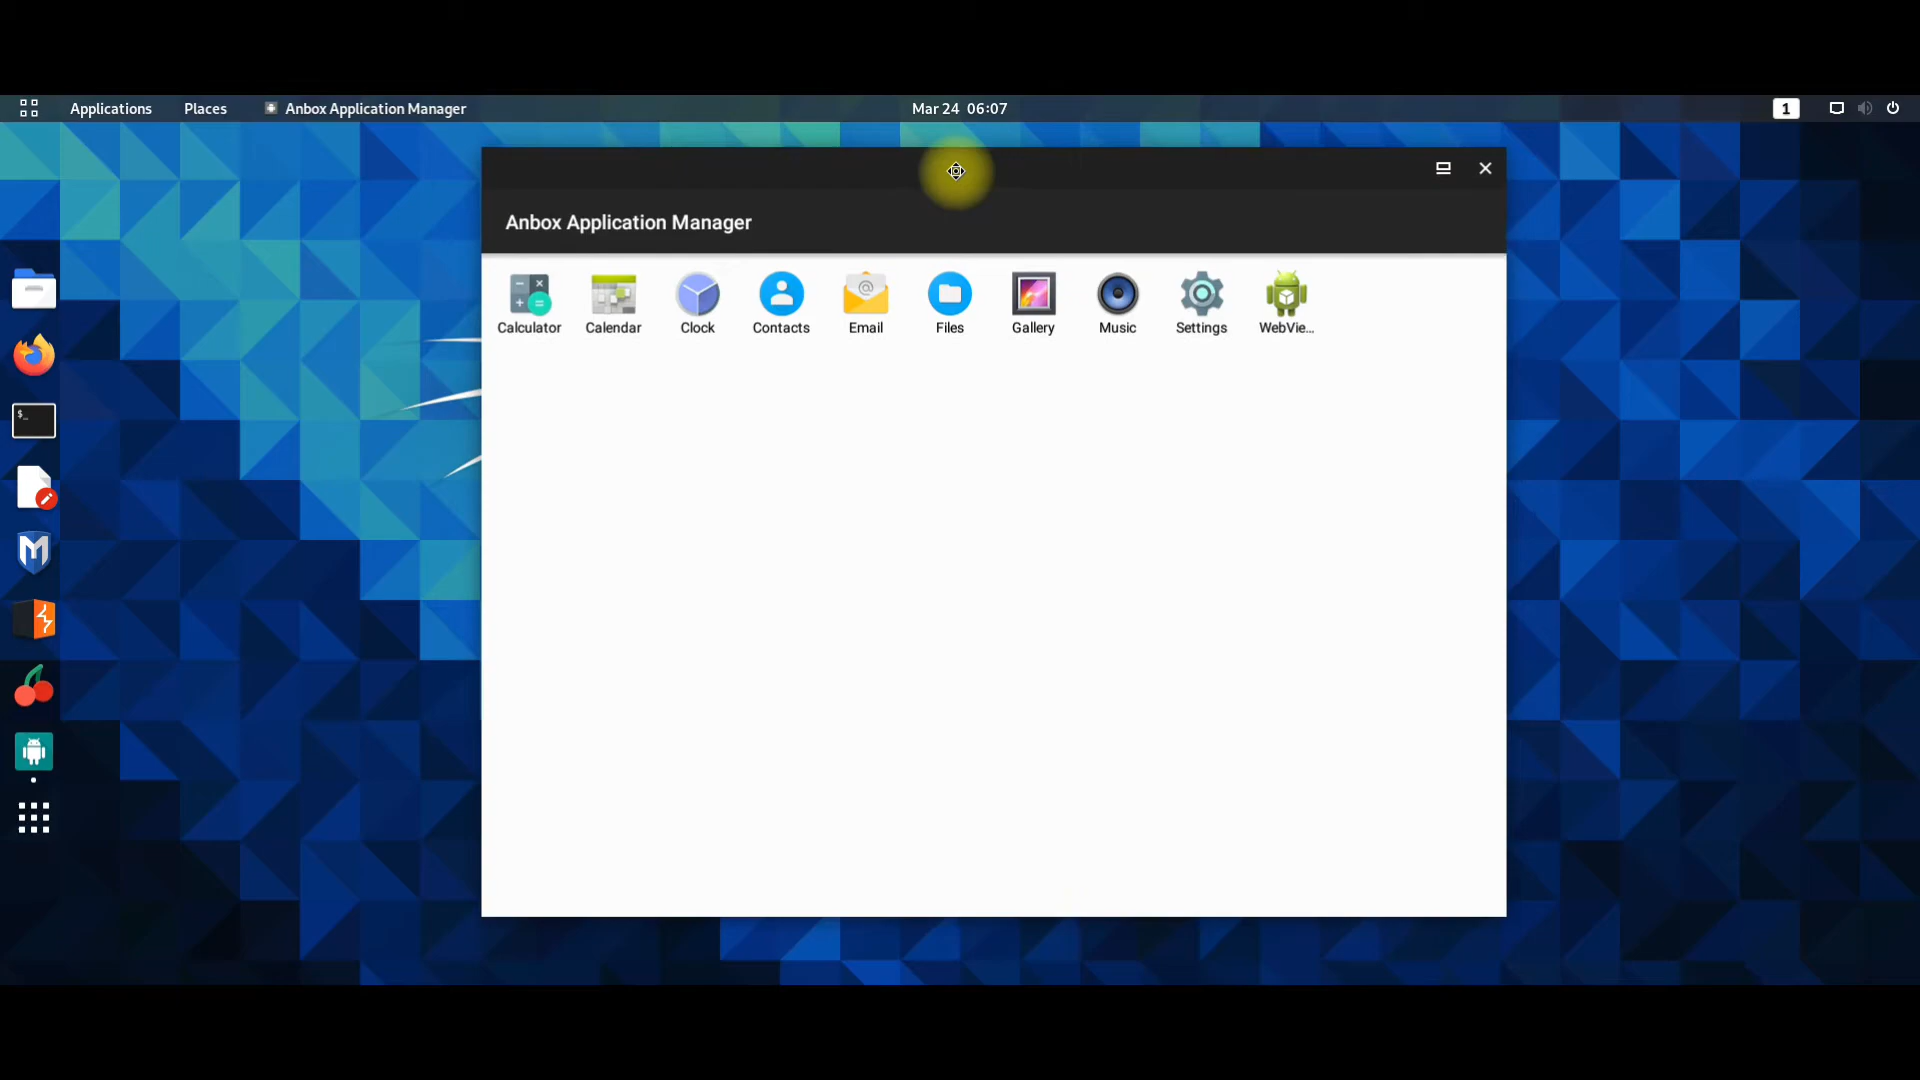 Applications Places Anbox Application Manager Mar 24 06:07 1
Anbox Application Manager
Calculator Calendar Clock Contacts Email Files Gallery Music Settings WebVie...
$_